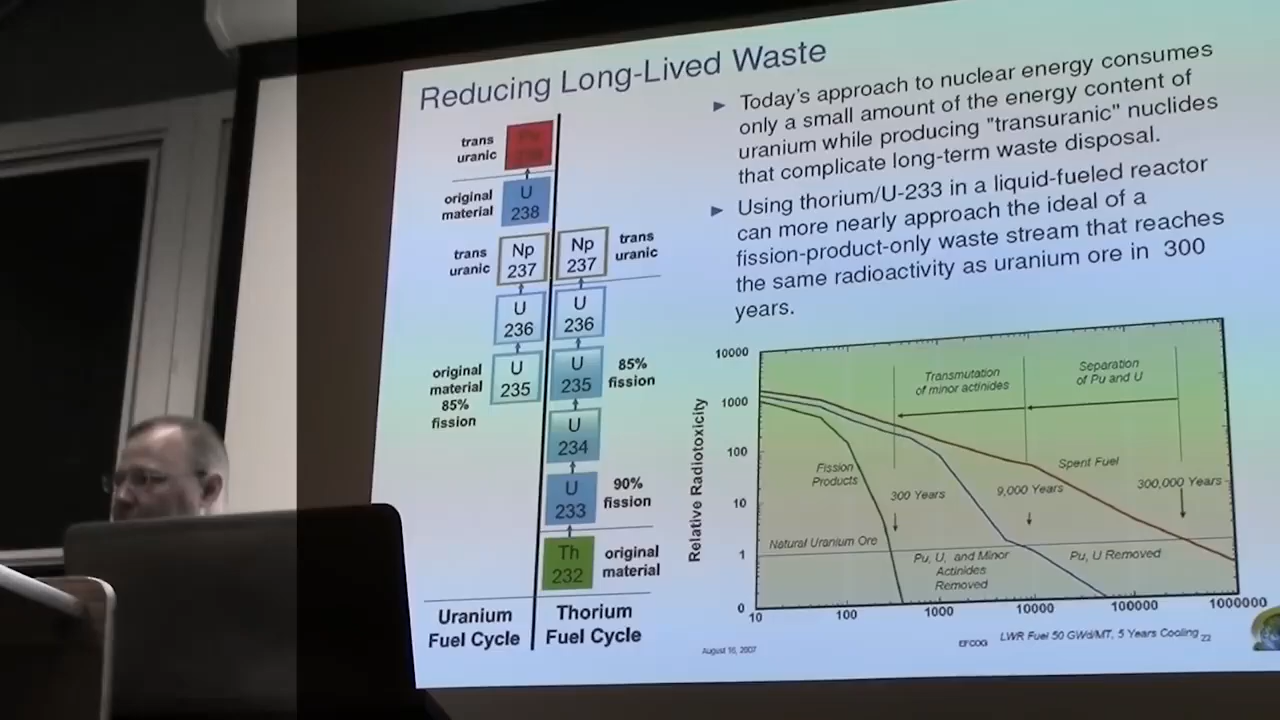 Reducing Long-Lived Waste
trans
uranic
original
material
U
238
trans
uranic
Np
237
Np
237
trans
uranic
U
236
U
236
original
material
85%
fission
U
235
U
235
85%
fission
U
234
U
233
90%
fission
Th
232
original
material
Uranium
Fuel Cycle
Thorium
Fuel Cycle
► Today's approach to nuclear energy consumes
only a small amount of the energy content of
uranium while producing "transuranic" nuclides
that complicate long-term waste disposal.
► Using thorium/U-233 in a liquid-fueled reactor
can more nearly approach the ideal of a
fission-product-only waste stream that reaches
the same radioactivity as uranium ore in 300
years.
Relative Radiotoxicity
10000
1000
100
10
1
0
Transmutation
of minor actinides
Separation
of Pu and U
Fission
Products
Spent Fuel
300 Years
9,000 Years
300,000 Years
Natural Uranium Ore
Pu, U, and Minor
Actinides
Removed
Pu, U Removed
10
100
1000
10000
100000
1000000
August 16, 2007
EFCOG
LWR Fuel 50 GWd/MT, 5 Years Cooling
22